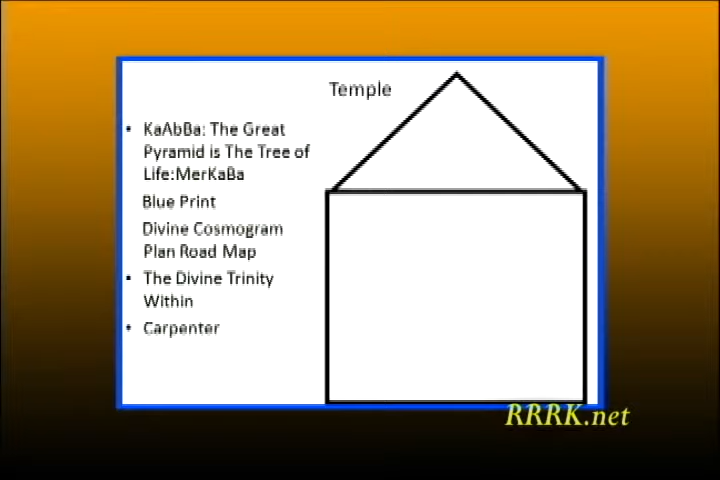 Temple
• KaAbBa: The Great
Pyramid is The Tree of
Life:MerKaBa
Blue Print
Divine Cosmogram
Plan Road Map
• The Divine Trinity
Within
• Carpenter
RRRK.net